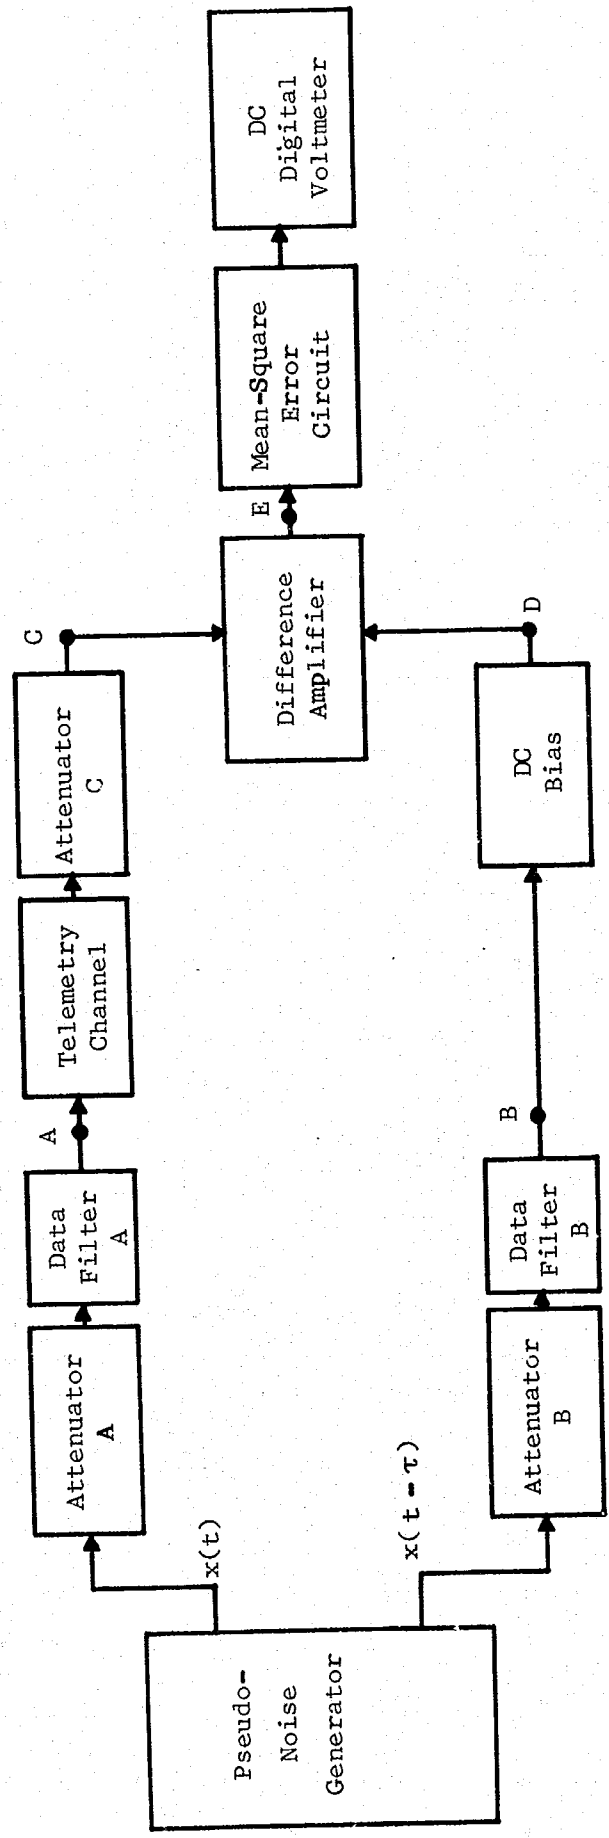 Pseudo-
Noise
Generator
x(t)
x( t - τ)
Attenuator
A
Data
Filter
A
A
Telemetry
Channel
Attenuator
C
C
Attenuator
B
Data
Filter
B
B
DC
Bias
D
Difference
Amplifier
E
Mean-Square
Error
Circuit
DC
Digital
Voltmeter